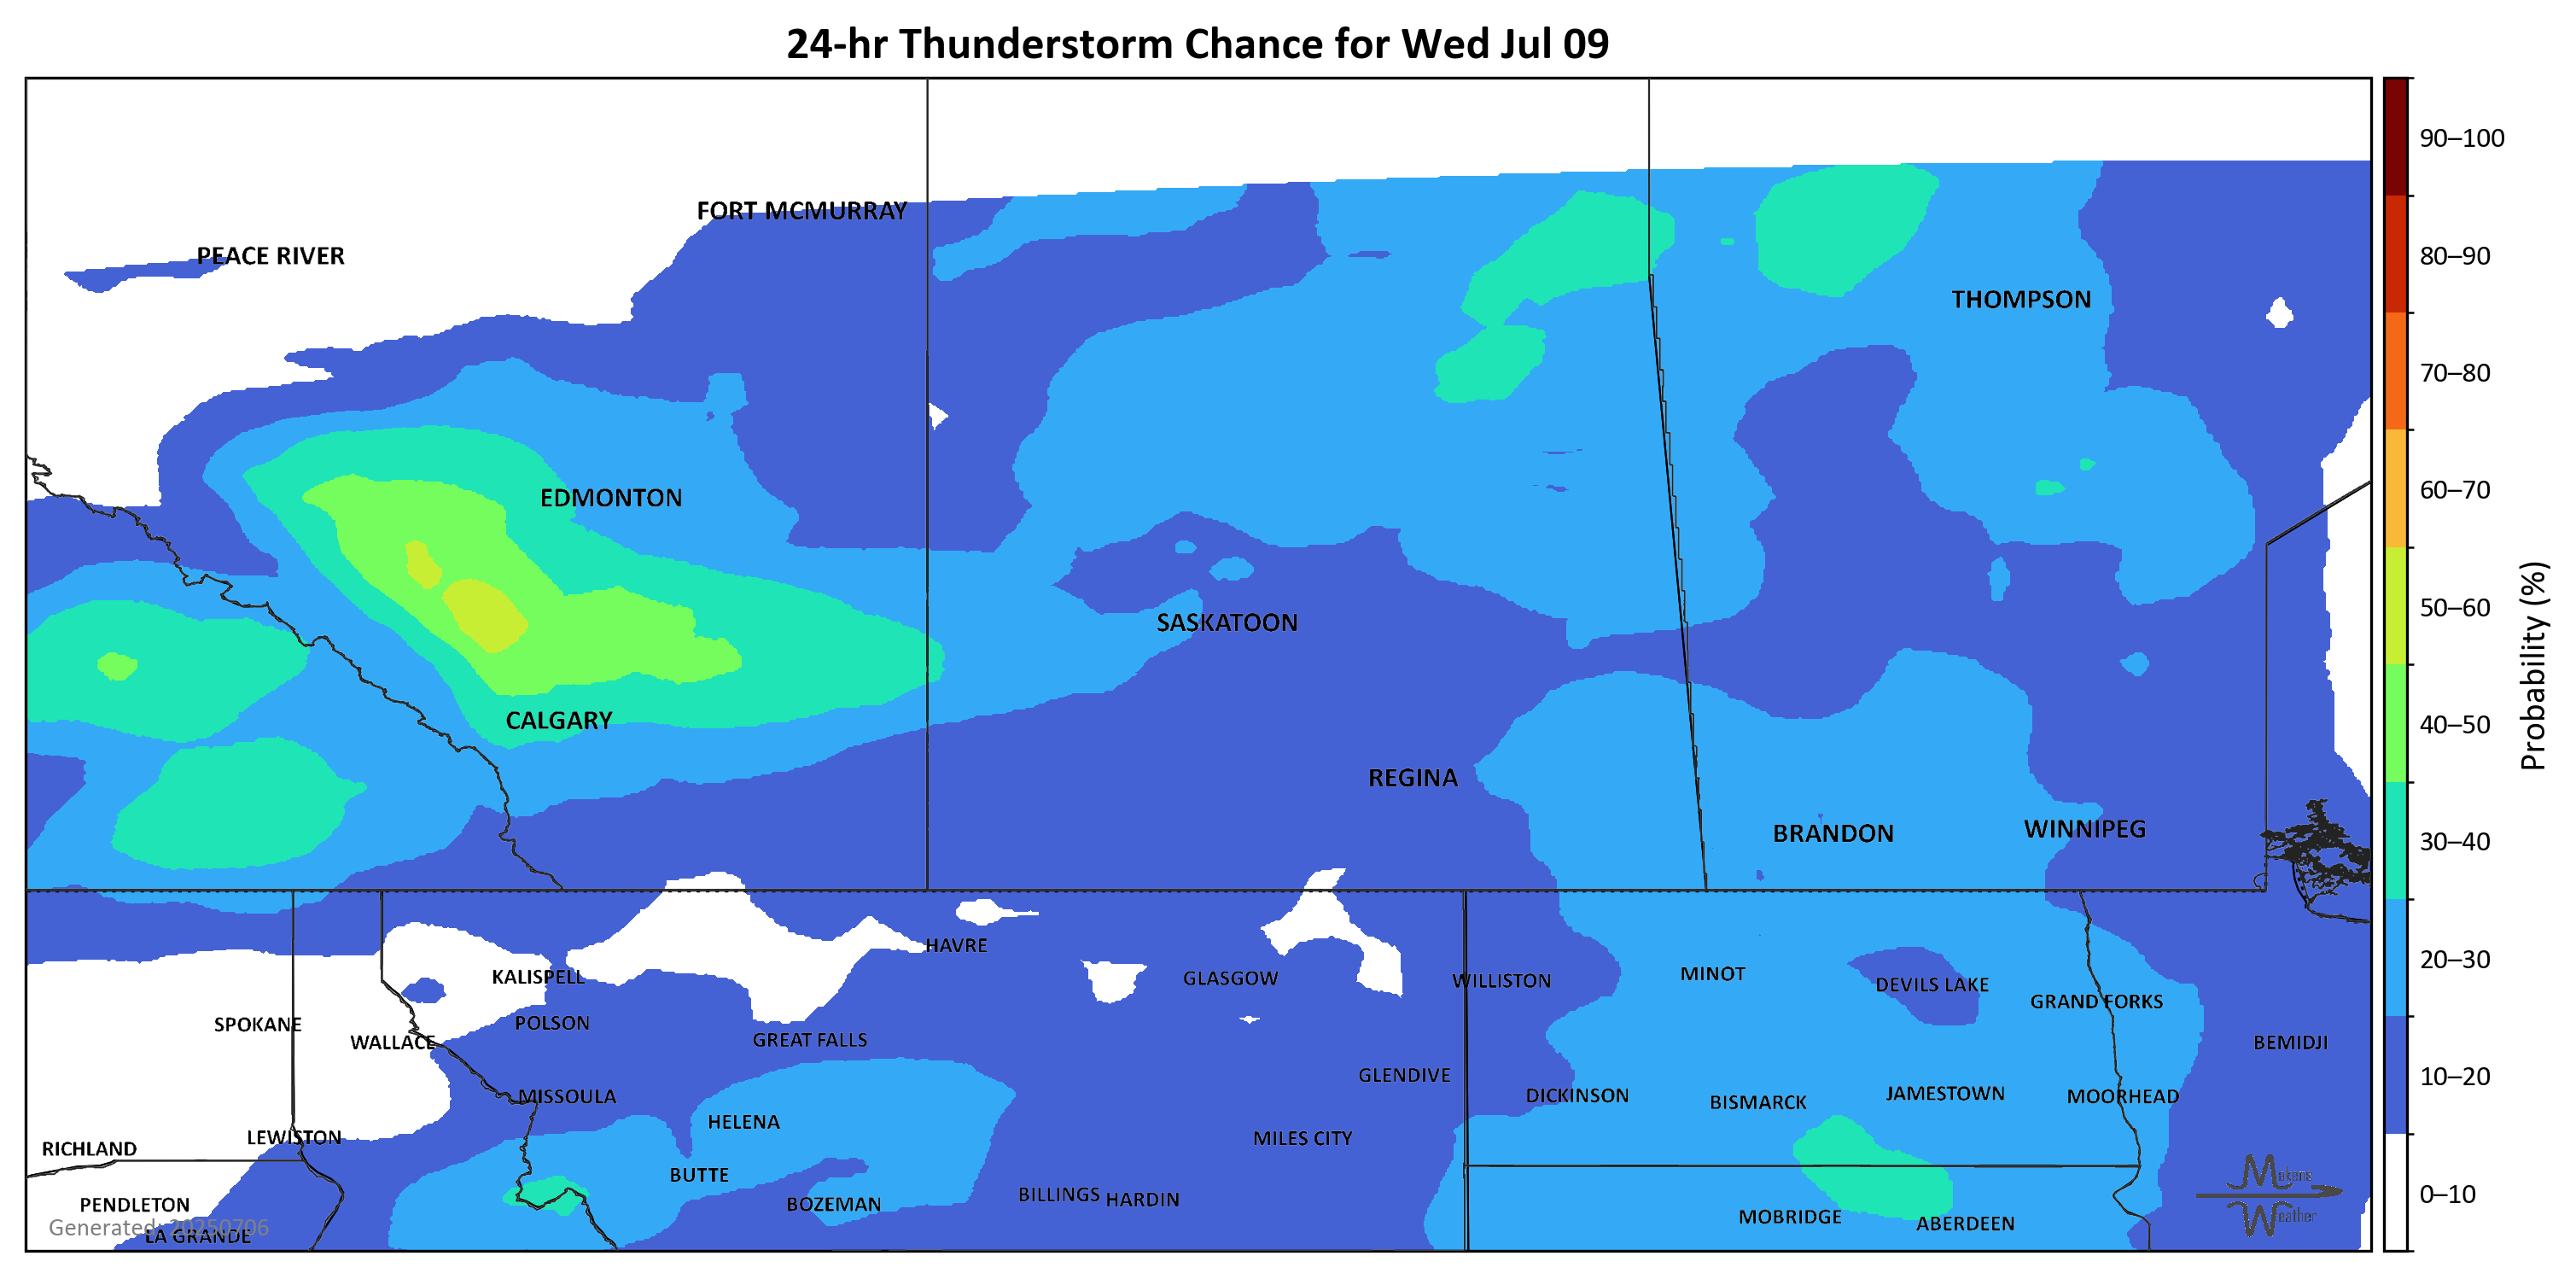 24-hr Thunderstorm Chance for Wed Jul 09
90–100
FORT MCMURRAY
PEACE RIVER
80–90
THOMPSON
70–80
EDMONTON
60–70
SASKATOON
50–60
CALGARY
40–50
Probability (%)
REGINA
BRANDON
WINNIPEG
30–40
HAVRE
KALISPELL
GLASGOW
WILLISTON
MINOT
DEVILS LAKE
20–30
GRAND FORKS
SPOKANE
POLSON
WALLACE
GREAT FALLS
BEMIDJI
GLENDIVE
10–20
MISSOULA
DICKINSON
BISMARCK
JAMESTOWN
MOORHEAD
HELENA
LEWISTON
MILES CITY
RICHLAND
BUTTE
Makens
Weather
BILLINGS
HARDIN
0–10
PENDLETON
BOZEMAN
MOBRIDGE
ABERDEEN
Generated: 20250706
LA GRANDE